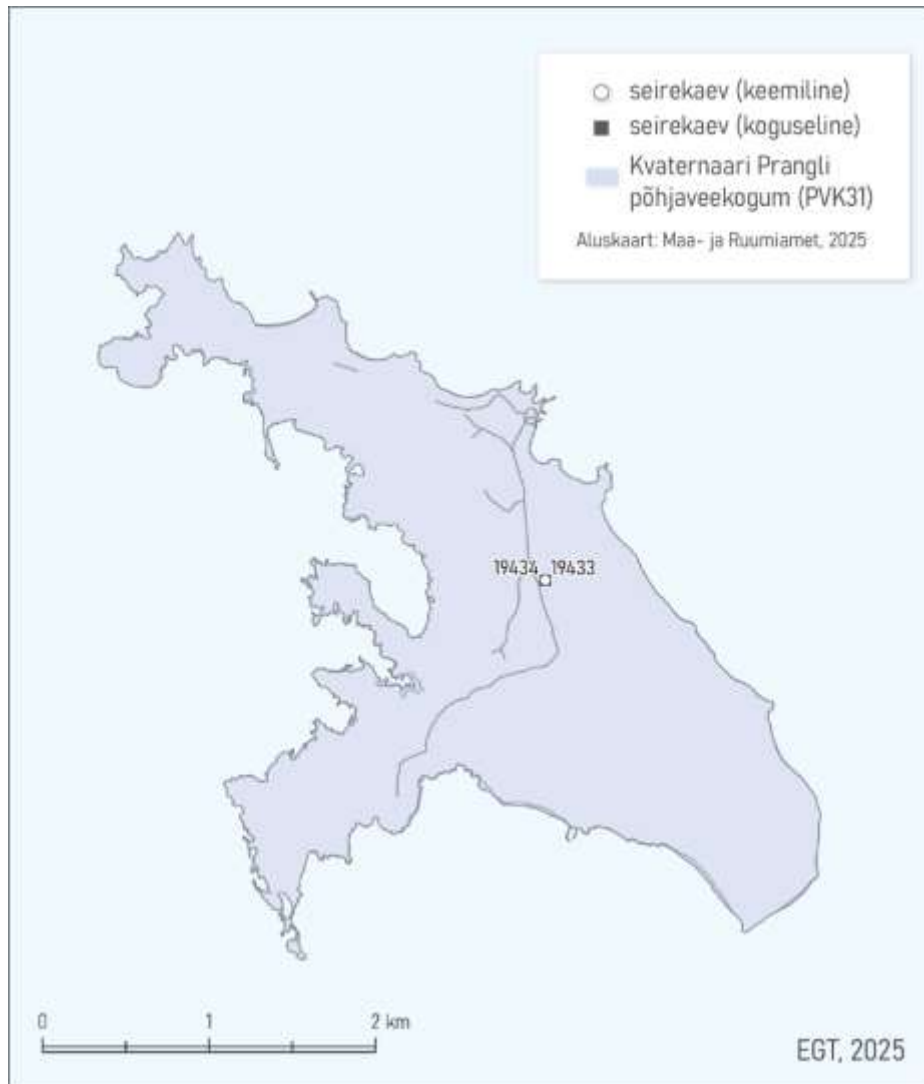 seirekaev (keemiline)
seirekaev (koguseline)
Kvaternaari Prangli
põhjaveekogum (PVK31)
Aluskaart: Maa- ja Ruumiamet, 2025
19434 19433
0 1 2 km
EGT, 2025